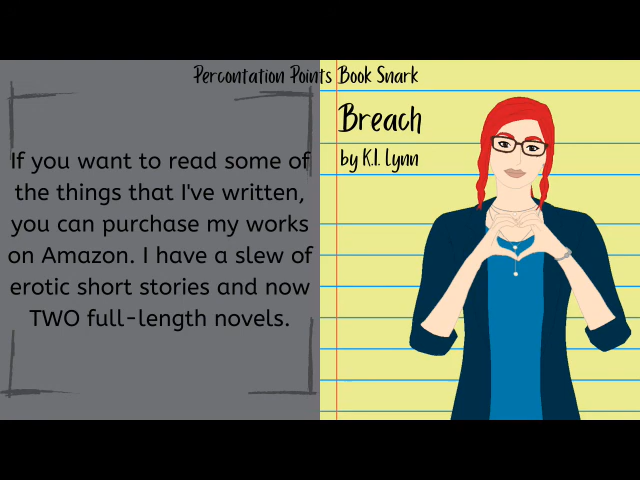 Percontation Points Book Snark
Breach
by K.I. Lynn
If you want to read some of
the things that I've written,
you can purchase my works
on Amazon. I have a slew of
erotic short stories and now
TWO full-length novels.